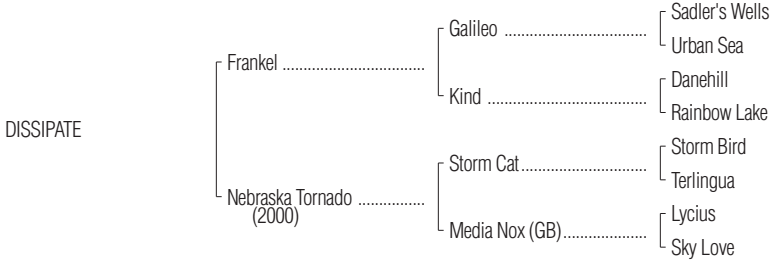 Sadler's Wells
Galileo ....................................
Urban Sea
Frankel ....................................
Danehill
Kind ........................................
Rainbow Lake
DISSIPATE
Storm Bird
Storm Cat................................
Terlingua
Nebraska Tornado ................
(2000)
Lycius
Media Nox (GB).....................
Sky Love